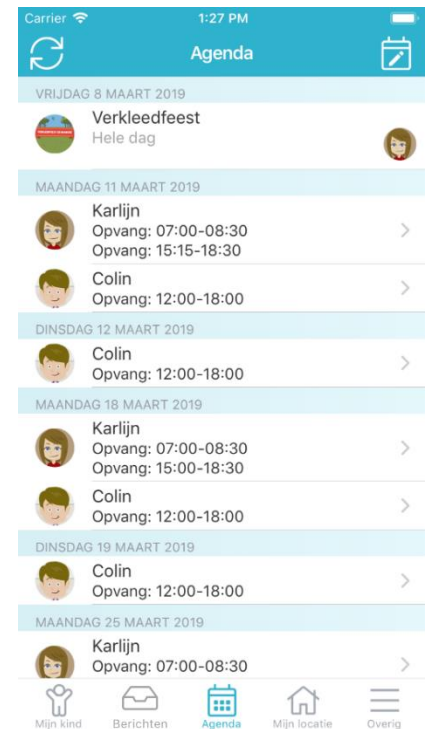 Carrier 1:27 PM
Agenda
VRIJDAG 8 MAART 2019
Verkleedfeest
Hele dag
MAANDAG 11 MAART 2019
Karlijn
Opvang: 07:00-08:30
Opvang: 15:15-18:30
Colin
Opvang: 12:00-18:00
DINSDAG 12 MAART 2019
Colin
Opvang: 12:00-18:00
MAANDAG 18 MAART 2019
Karlijn
Opvang: 07:00-08:30
Opvang: 15:00-18:30
Colin
Opvang: 12:00-18:00
DINSDAG 19 MAART 2019
Colin
Opvang: 12:00-18:00
MAANDAG 25 MAART 2019
Karlijn
Opvang: 07:00-08:30
Mijn kind Berichten Agenda Mijn locatie Overig